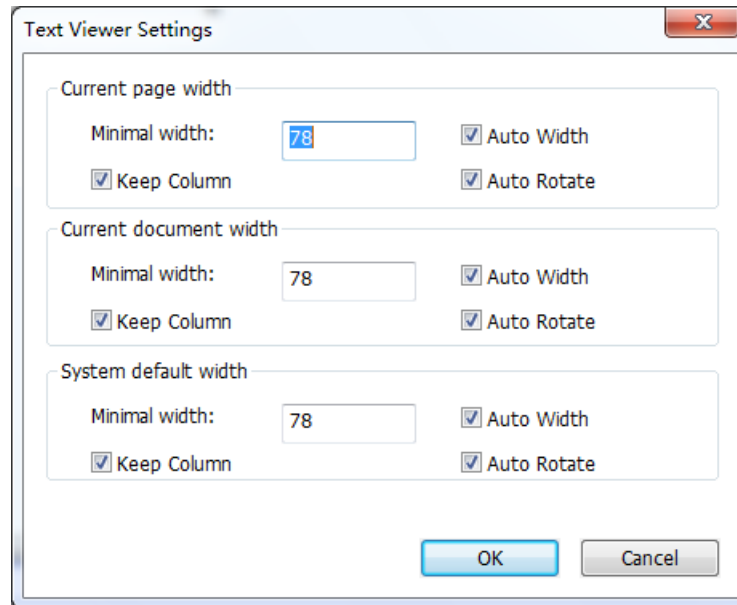 Text Viewer Settings
Current page width
Minimal width: 78 Auto Width
Keep Column Auto Rotate
Current document width
Minimal width: 78 Auto Width
Keep Column Auto Rotate
System default width
Minimal width: 78 Auto Width
Keep Column Auto Rotate
OK Cancel